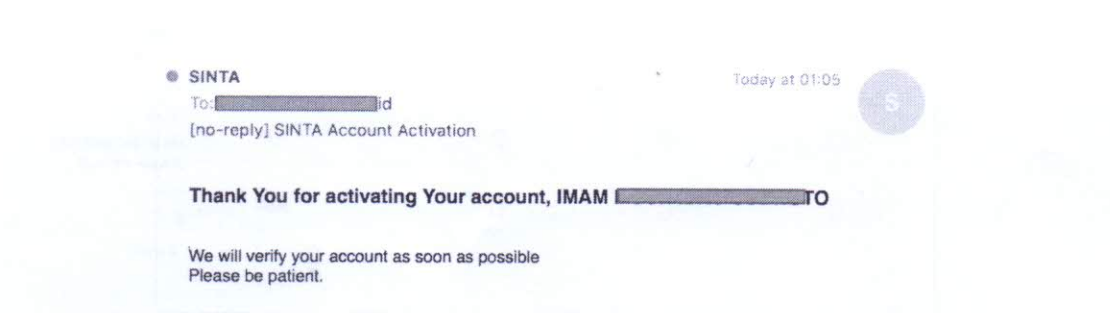 SINTA
Today at 01:05
To: id
[no-reply] SINTA Account Activation
S
Thank You for activating Your account, IMAM TO
We will verify your account as soon as possible
Please be patient.